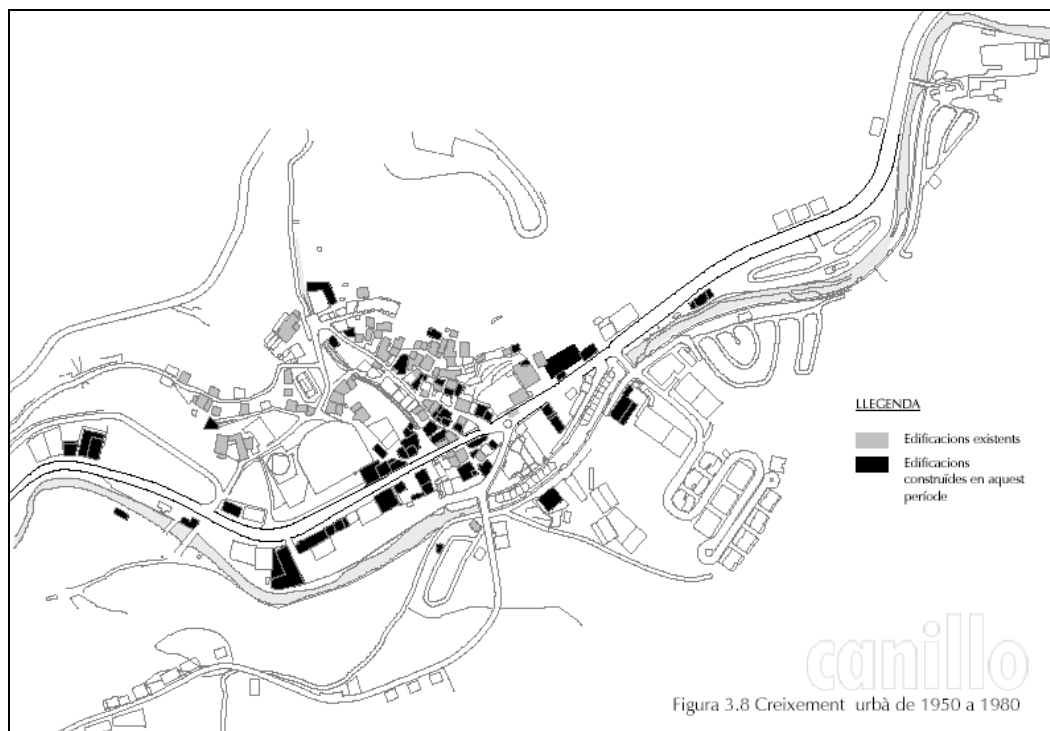 LLEGENDA
Edificacions existents
Edificacions
construïdes en aquest
període
canillo
Figura 3.8 Creixement urbà de 1950 a 1980